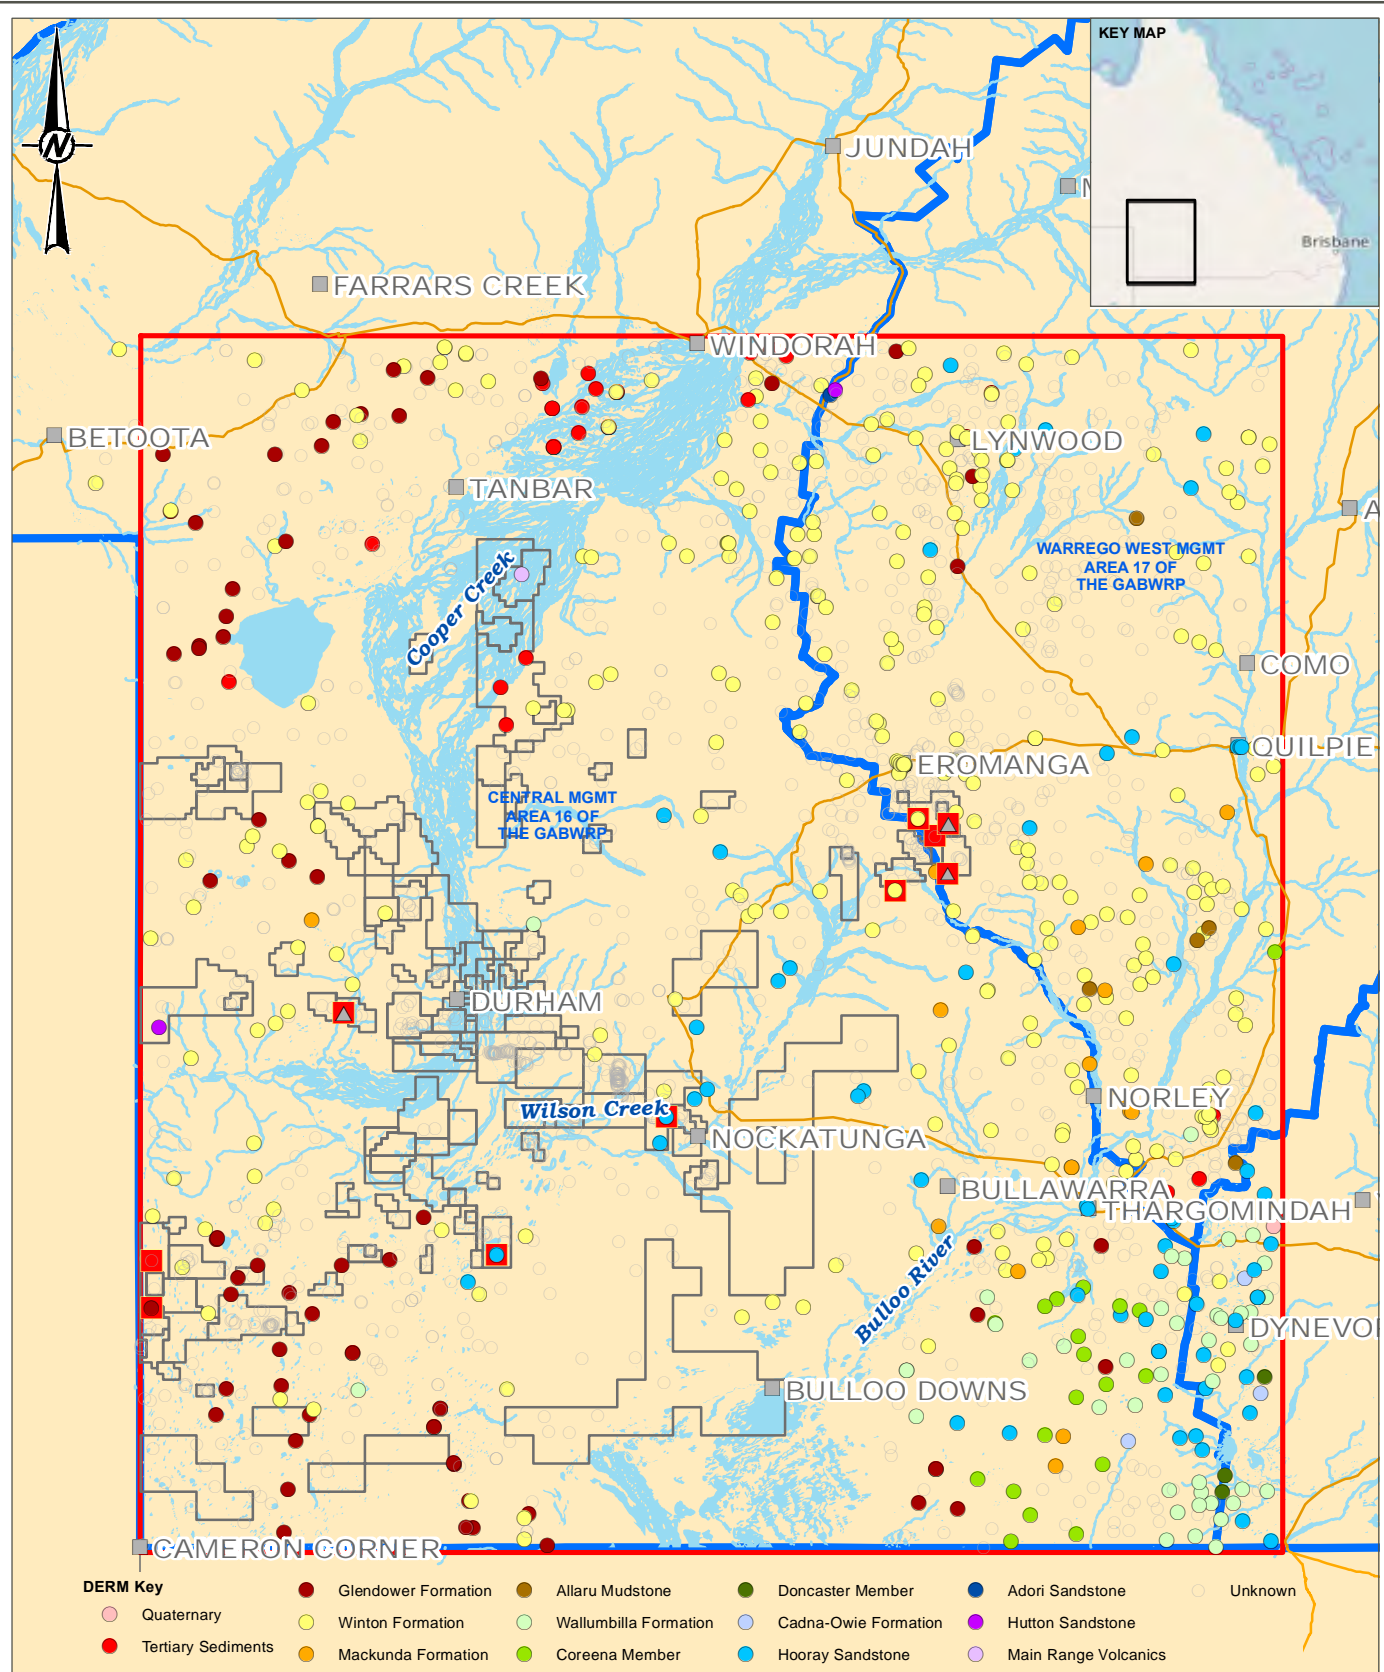 KEY MAP
Brisbane
N
JUNDAH
M
FARRARS CREEK
WINDORAH
BETOOTA
LYNWOOD
TANBAR
A
WARREGO WEST MGMT
AREA 17 OF
THE GABWRP
Cooper Creek
COMO
QUILPIE
EROMANGA
CENTRAL MGMT
AREA 16 OF
THE GABWRP
DURHAM
NORLEY
Wilson Creek
NOCKATUNGA
BULLAWARRA
THARGOMINDAH
Bulloo River
DYNEVOR
BULLOO DOWNS
CAMERON CORNER
DERM Key
Quaternary
Tertiary Sediments
Glendower Formation
Winton Formation
Mackunda Formation
Allaru Mudstone
Wallumbilla Formation
Coreena Member
Doncaster Member
Cadna-Owie Formation
Hooray Sandstone
Adori Sandstone
Hutton Sandstone
Main Range Volcanics
Unknown